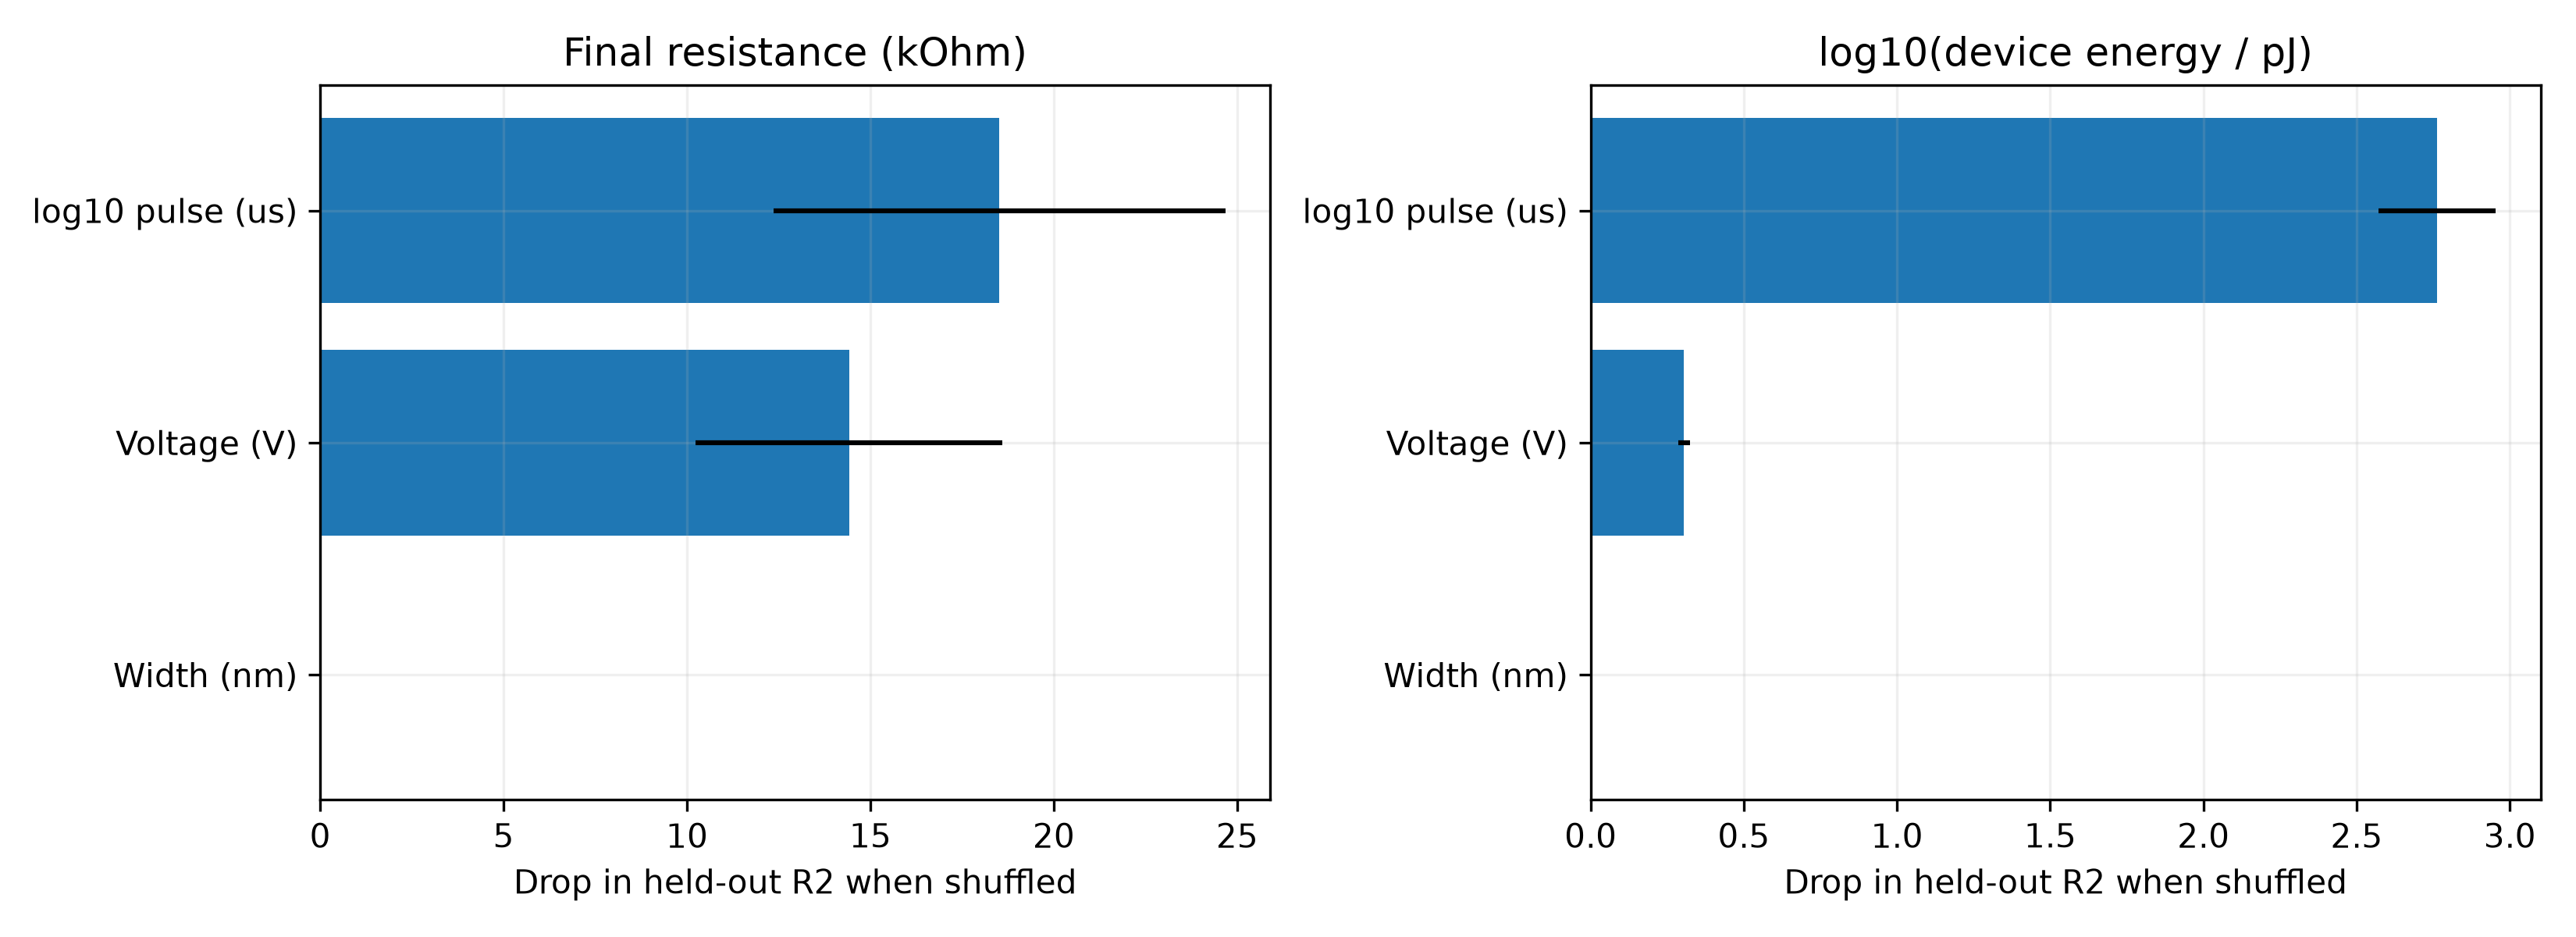 Final resistance (kOhm)
log10 pulse (us)
Voltage (V)
Width (nm)
0 5 10 15 20 25
Drop in held-out R2 when shuffled
log10(device energy / pJ)
log10 pulse (us)
Voltage (V)
Width (nm)
0.0 0.5 1.0 1.5 2.0 2.5 3.0
Drop in held-out R2 when shuffled